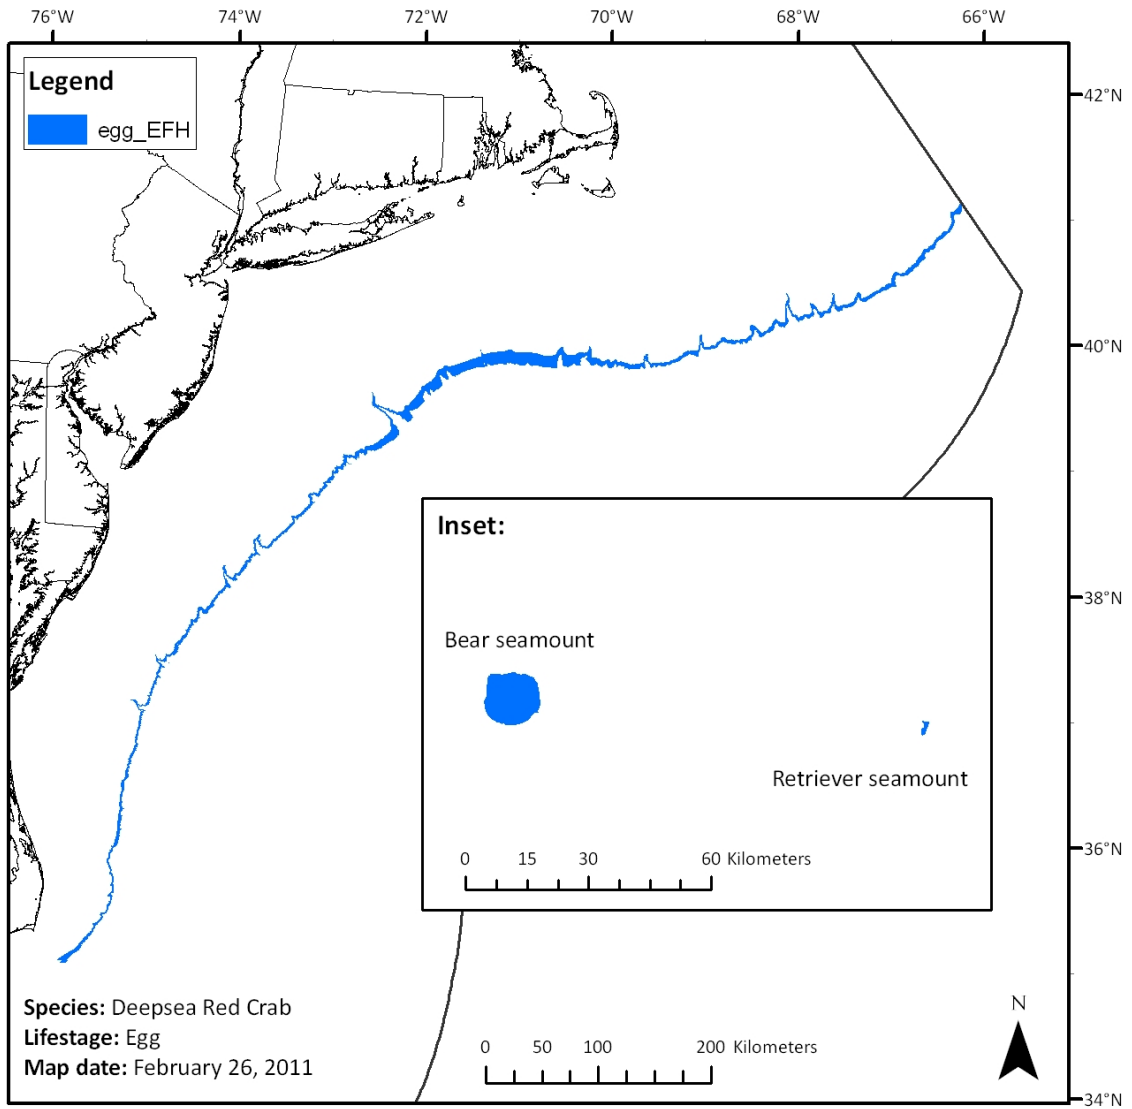 76°W 74°W 72°W 70°W 68°W 66°W
Legend
egg_EFH
42°N
40°N
38°N
36°N
34°N
Inset:
Bear seamount
Retriever seamount
0 15 30 60 Kilometers
Species: Deepsea Red Crab
Lifestage: Egg
Map date: February 26, 2011
0 50 100 200 Kilometers
N